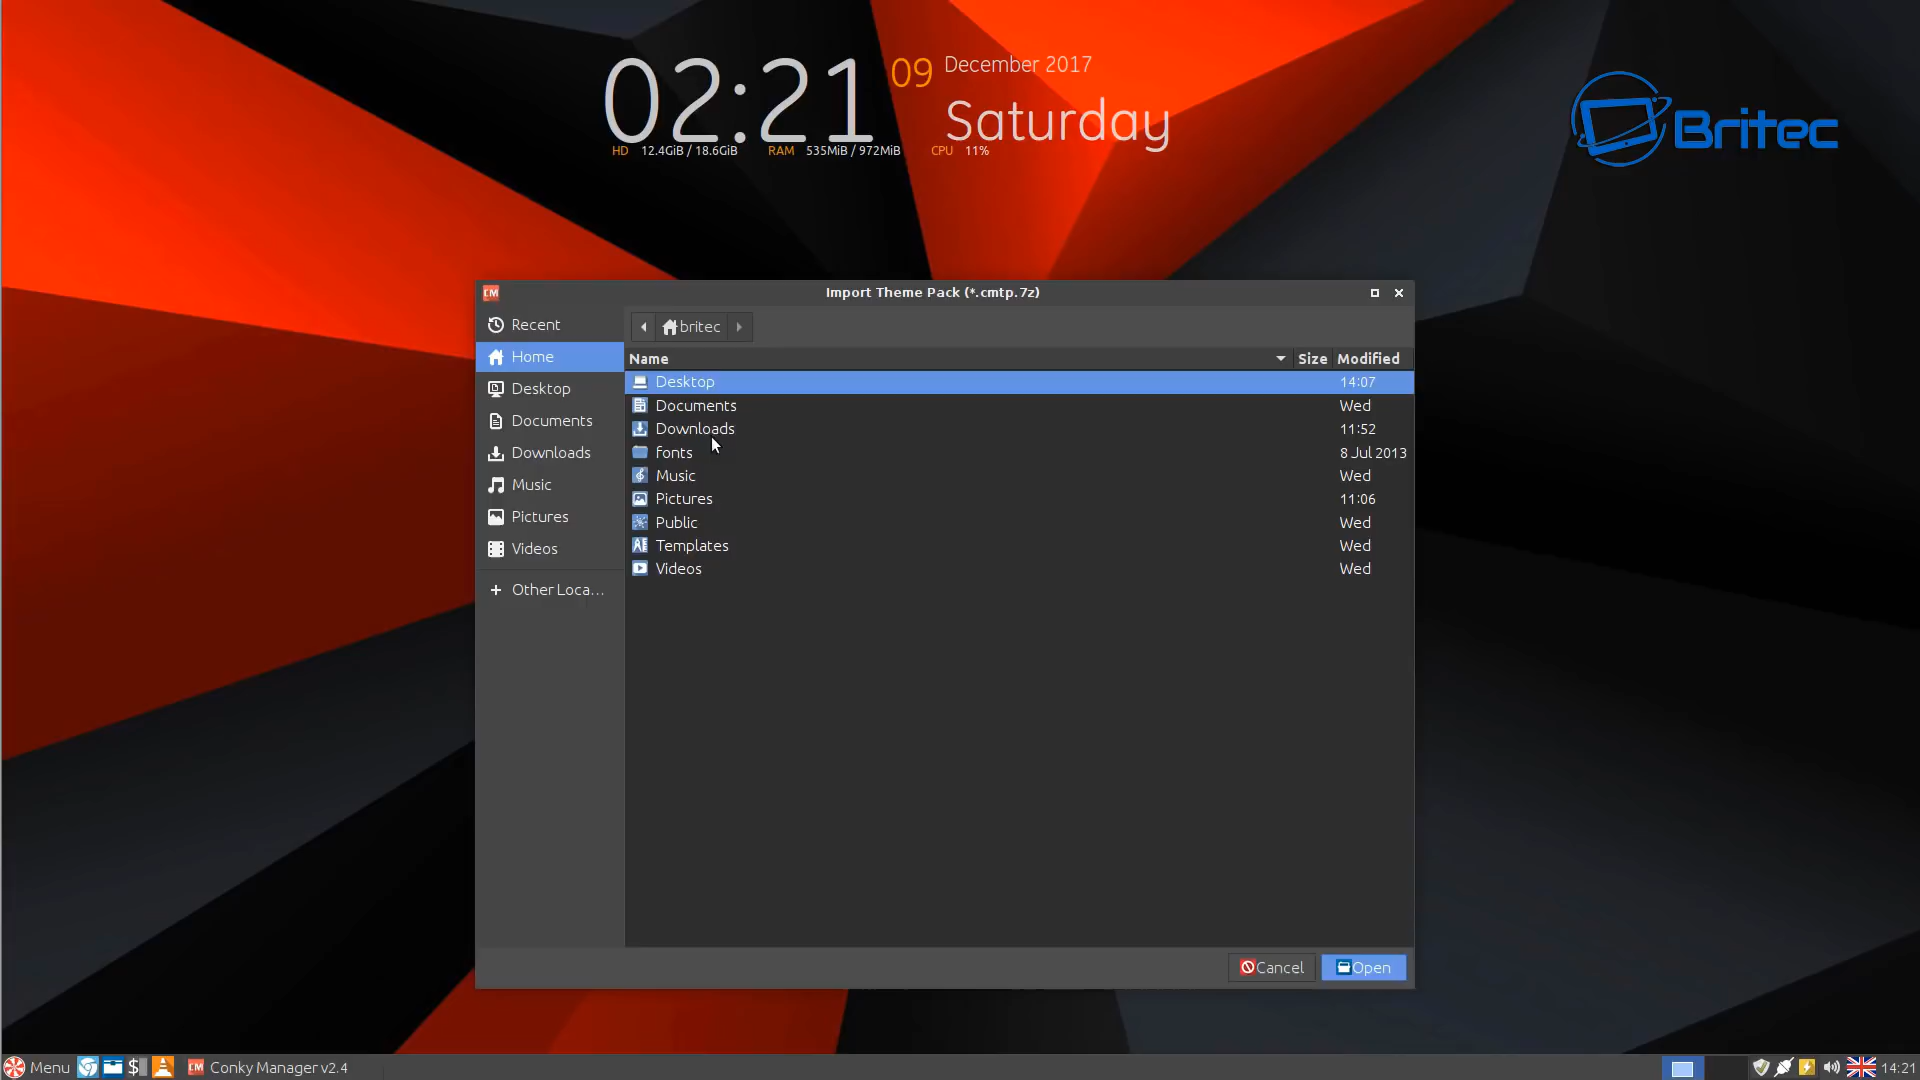 02:21 09 December 2017
Saturday
HD 12.4GiB / 18.6GiB RAM 535MiB / 972MiB CPU 11%
Britec
CM Import Theme Pack (*.cmtp.7z)
Recent
Home
Desktop
Documents
Downloads
Music
Pictures
Videos
+ Other Loca...
britec
Name Size Modified
Desktop 14:07
Documents Wed
Downloads 11:52
fonts 8 Jul 2013
Music Wed
Pictures 11:06
Public Wed
Templates Wed
Videos Wed
Cancel Open
Menu $ CM Conky Manager v2.4 14:21